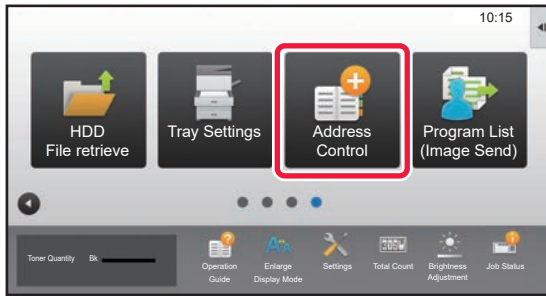 10:15
HDD
File retrieve
Tray Settings
Address
Control
Program List
(Image Send)
Toner Quantity Bk
Operation
Guide
Enlarge
Display Mode
Settings
Total Count
Brightness
Adjustment
Job Status